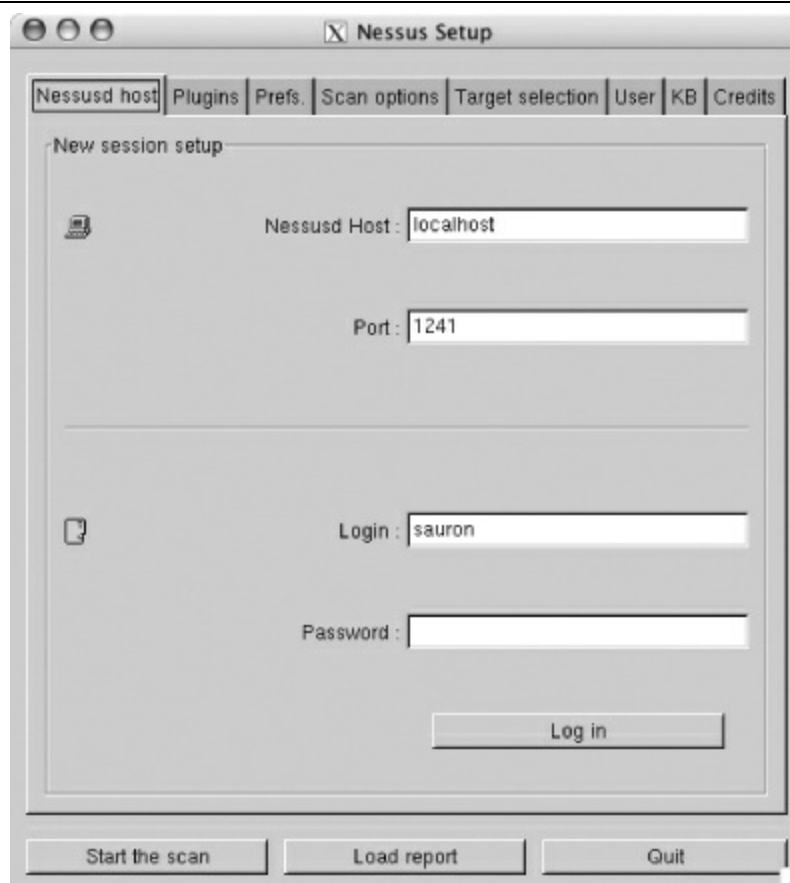 Nessus Setup
Nessusd host Plugins Prefs. Scan options Target selection User KB Credits
New session setup
Nessusd Host : localhost
Port : 1241
Login : sauron
Password :
Log in
Start the scan Load report Quit